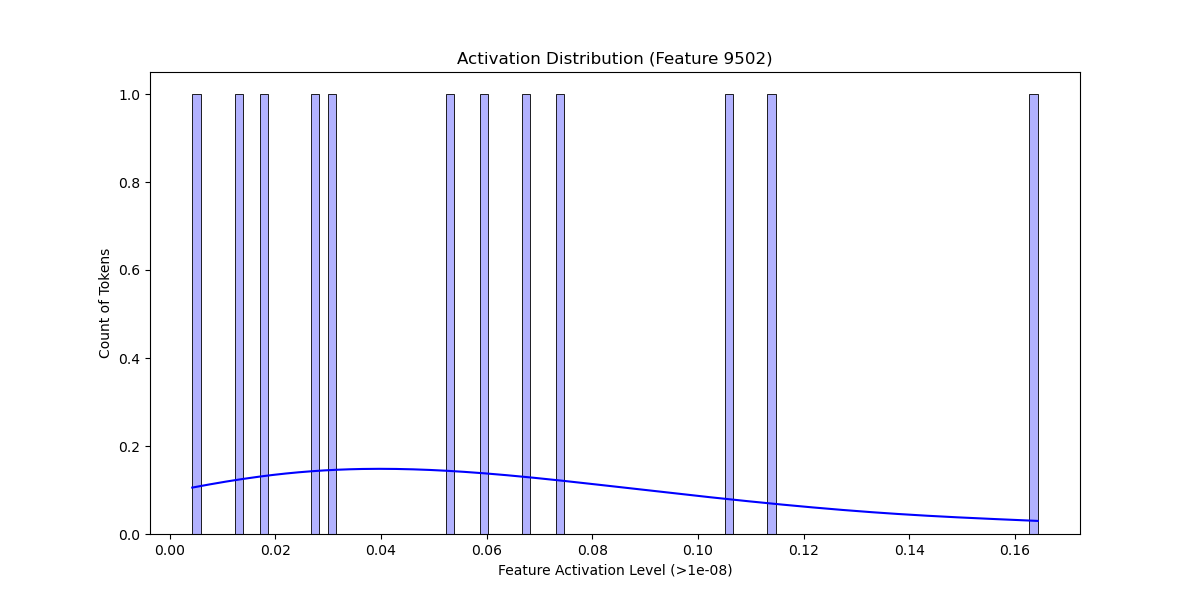 Activation Distribution (Feature 9502)
1.0
0.8
0.6
0.4
0.2
0.0
Count of Tokens
0.00 0.02 0.04 0.06 0.08 0.10 0.12 0.14 0.16
Feature Activation Level (>1e-08)